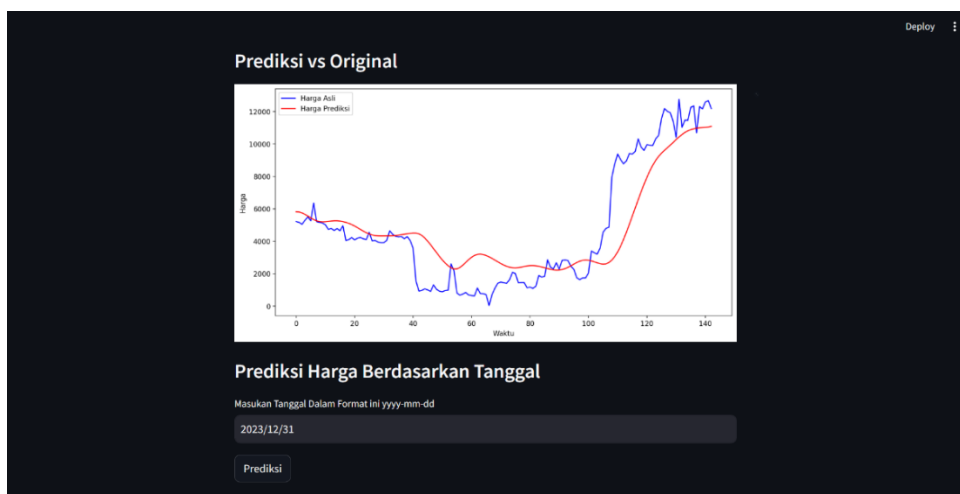 Deploy
Prediksi vs Original
Harga Asli
Harga Prediksi
12000
10000
8000
6000
4000
2000
0
Harga
0 20 40 60 80 100 120 140
Waktu
Prediksi Harga Berdasarkan Tanggal
Masukan Tanggal Dalam Format ini yyyy-mm-dd
2023/12/31
Prediksi